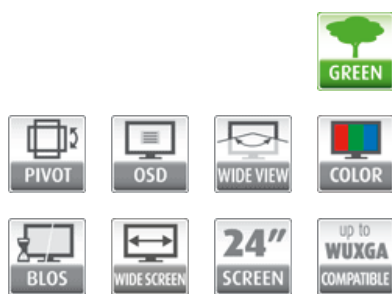 GREEN
PIVOT
OSD
WIDE VIEW
COLOR
BLOS
WIDE SCREEN
24"
SCREEN
up to
WUXGA
COMPATIBLE